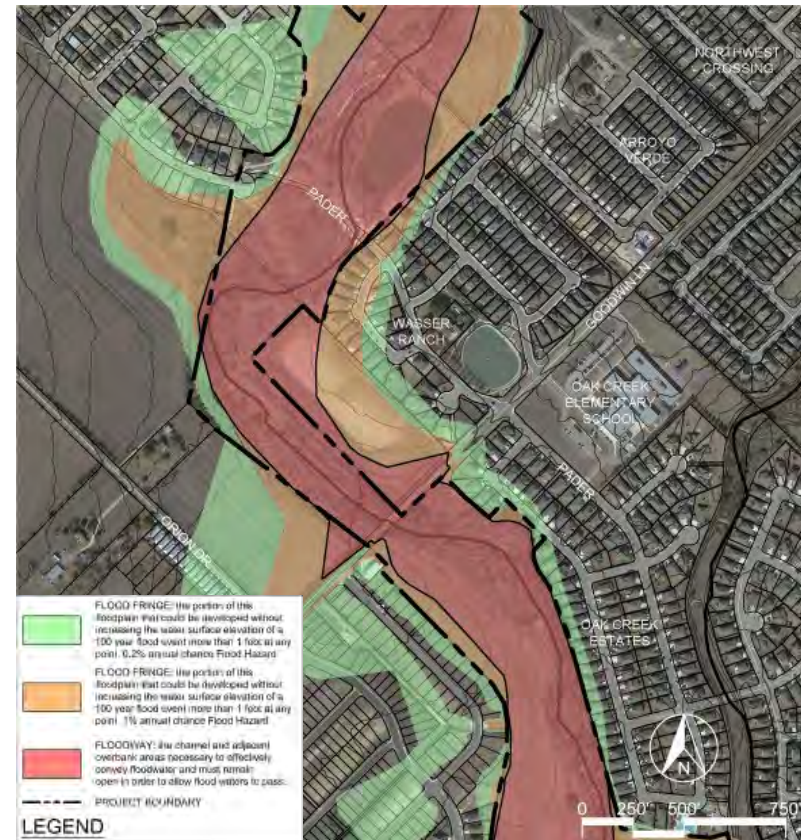 NORTHWEST
CROSSING
ARROYO
VERDE
PADER
GOODWIN LN
WASSER
RANCH
OAK CREEK
ELEMENTARY
SCHOOL
PADER
ORION DR
OAK CREEK
ESTATES
FLOOD FRINGE: the portion of this
floodplain that could be developed without
increasing the water surface elevation of a
100 year flood event more than 1 foot at any
point. 0.2% annual chance Flood Hazard
FLOOD FRINGE: the portion of this
floodplain that could be developed without
increasing the water surface elevation of a
100 year flood event more than 1 foot at any
point. 1% annual chance Flood Hazard
FLOODWAY: the channel and adjacent
overbank areas necessary to effectively
convey floodwater and must remain
open in order to allow flood waters to pass.
PROJECT BOUNDARY
LEGEND
N
0 250' 500' 750'